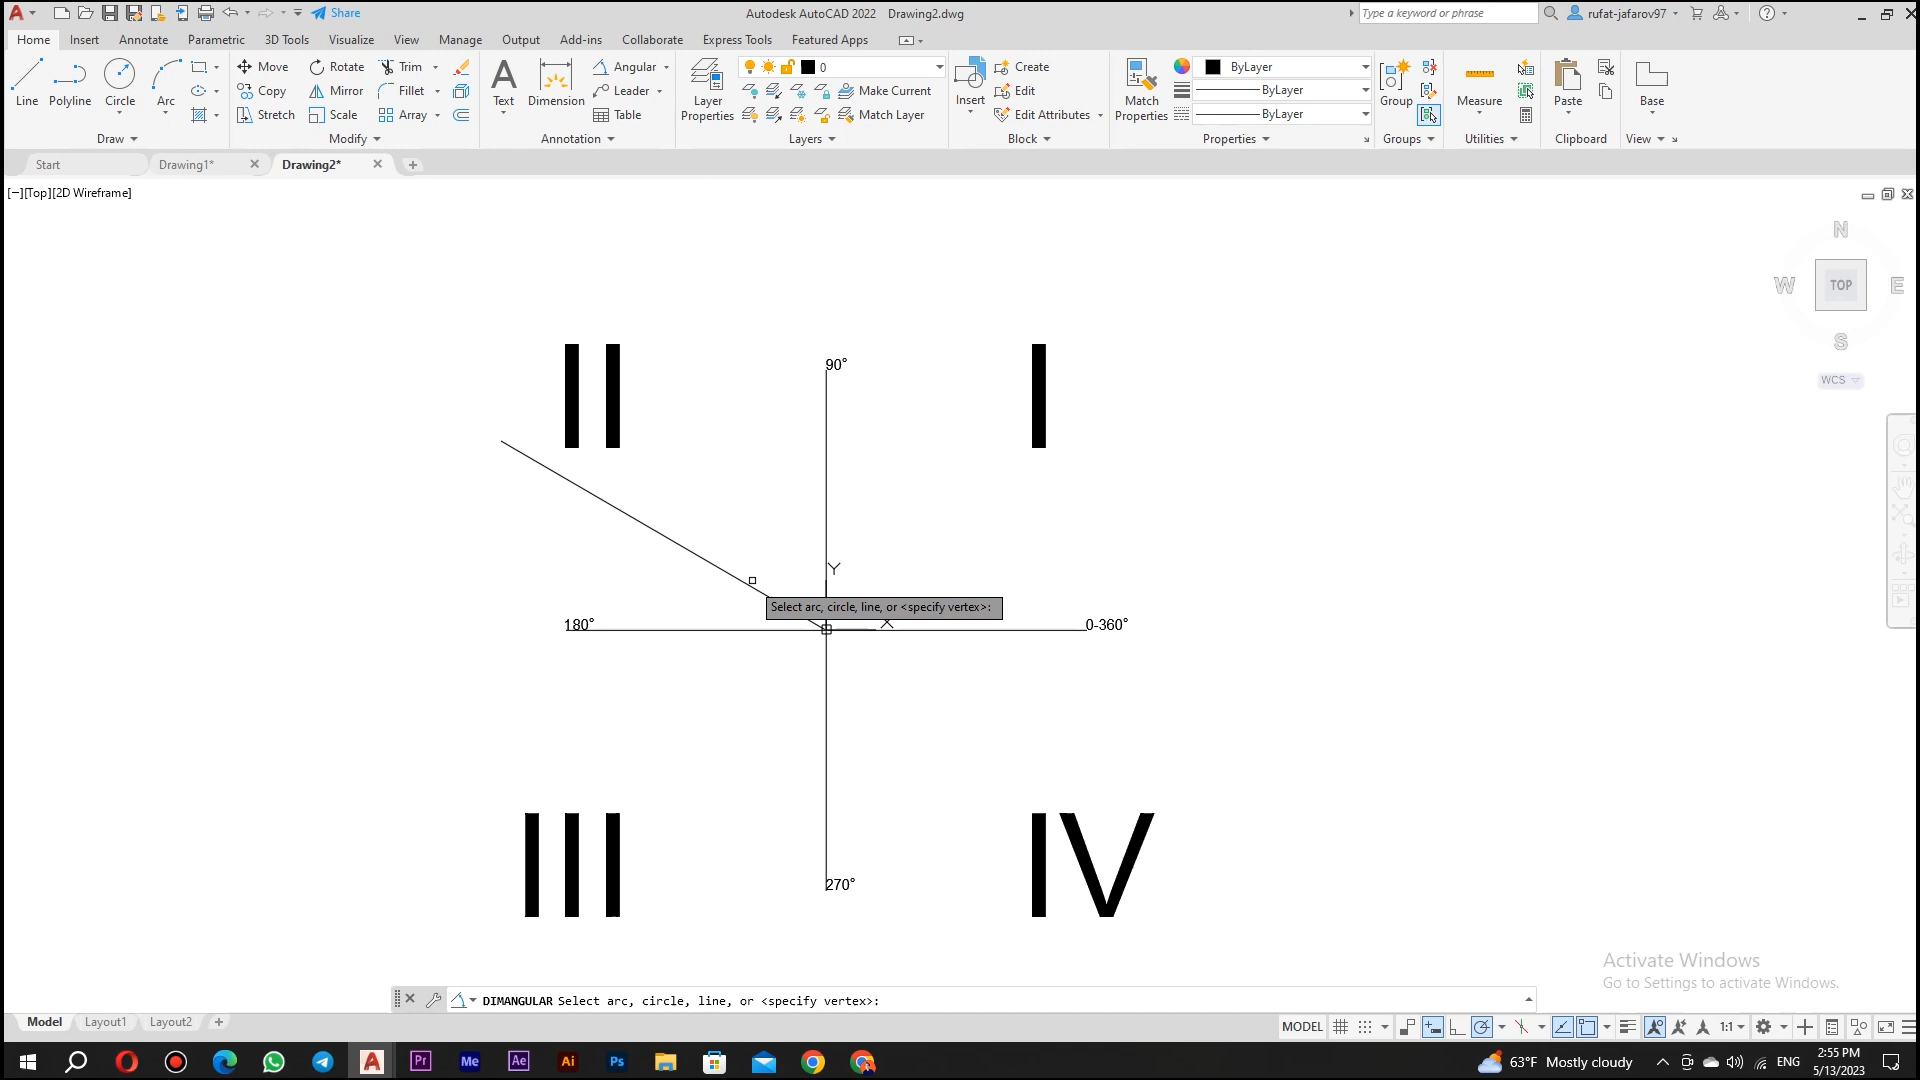 Share
Autodesk AutoCAD 2022 Drawing2.dwg
Type a keyword or phrase
rufat-jafarov97
Home Insert Annotate Parametric 3D Tools Visualize View Manage Output Add-ins Collaborate Express Tools Featured Apps
Line Polyline Circle Arc
Draw
Move Rotate Trim
Copy Mirror Fillet
Stretch Scale Array
Modify
Text Dimension
Angular
Leader
Table
Annotation
Layer Properties
0
Make Current
Match Layer
Layers
Insert
Create
Edit
Edit Attributes
Block
Match Properties
ByLayer
ByLayer
ByLayer
Properties
Group
Groups
Measure
Utilities
Paste
Clipboard
Base
View
Start Drawing1* Drawing2*
[−][Top][2D Wireframe]
N
W TOP E
S
WCS
II I
90°
Y
Select arc, circle, line, or <specify vertex>:
X
180° 0-360°
III IV
270°
Activate Windows
Go to Settings to activate Windows.
DIMANGULAR Select arc, circle, line, or <specify vertex>:
Model Layout1 Layout2
MODEL 1:1
Pr Me Ae Ai Ps
63°F Mostly cloudy
ENG
2:55 PM
5/13/2023